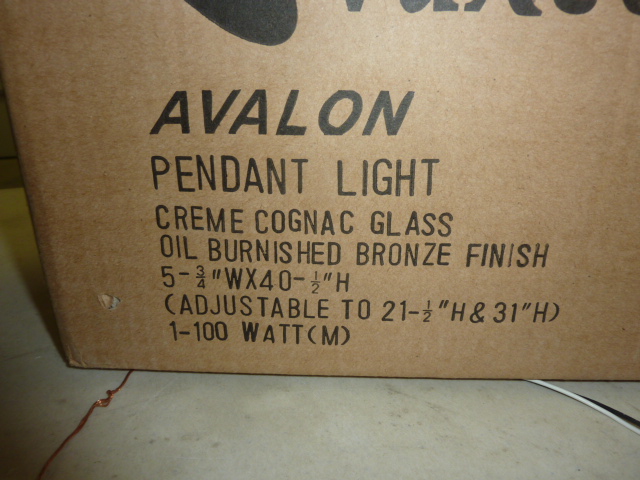 AVALON
PENDANT LIGHT
CREME COGNAC GLASS
OIL BURNISHED BRONZE FINISH
5-3/4"WX40-1/2"H
(ADJUSTABLE TO 21-1/2"H & 31"H)
1-100 WATT(M)